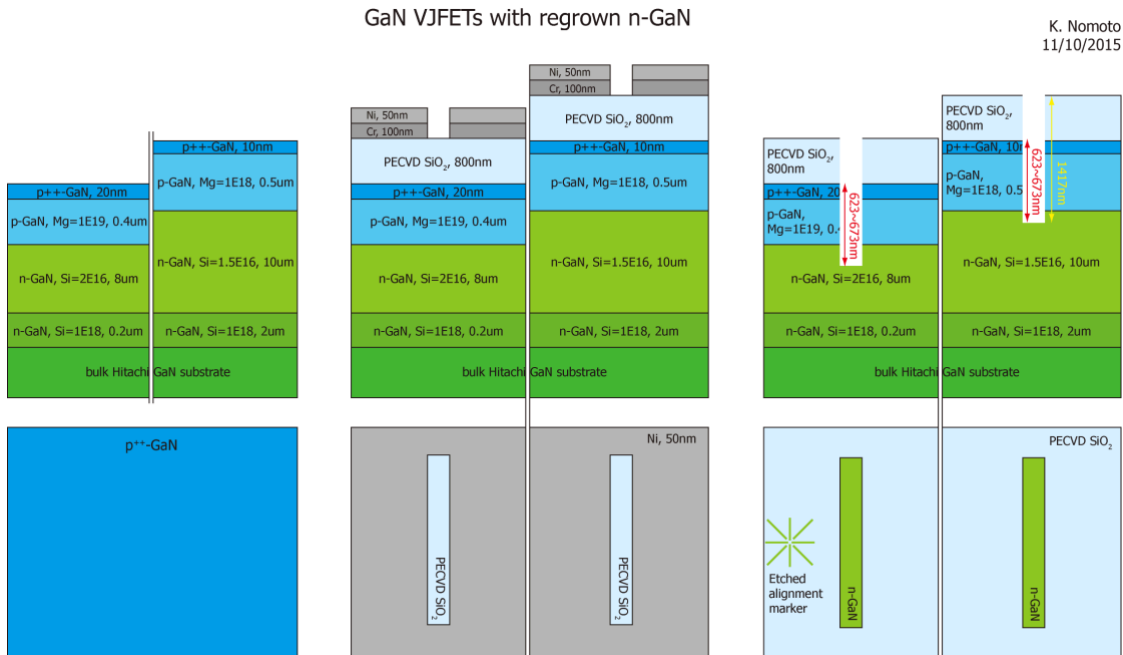 GaN VJFETs with regrown n-GaN
K. Nomoto
11/10/2015
p++-GaN, 10nm
p-GaN, Mg=1E18, 0.5um
p++-GaN, 20nm
p-GaN, Mg=1E19, 0.4um
n-GaN, Si=1.5E16, 10um
n-GaN, Si=2E16, 8um
n-GaN, Si=1E18, 0.2um
n-GaN, Si=1E18, 2um
bulk Hitachi GaN substrate
p⁺⁺-GaN
Ni, 50nm
Cr, 100nm
PECVD SiO₂, 800nm
Ni, 50nm
Cr, 100nm
PECVD SiO₂, 800nm
p++-GaN, 10nm
p-GaN, Mg=1E18, 0.5um
p++-GaN, 20nm
p-GaN, Mg=1E19, 0.4um
n-GaN, Si=1.5E16, 10um
n-GaN, Si=2E16, 8um
n-GaN, Si=1E18, 0.2um
n-GaN, Si=1E18, 2um
bulk Hitachi GaN substrate
Ni, 50nm
PECVD SiO₂
PECVD SiO₂
PECVD SiO₂,
800nm
p++-GaN, 10n
p-GaN,
Mg=1E18, 0.5
623~673nm
1417nm
PECVD SiO₂,
800nm
p++-GaN, 20
p-GaN,
Mg=1E19, 0.4
623~673nm
n-GaN, Si=1.5E16, 10um
n-GaN, Si=2E16, 8um
n-GaN, Si=1E18, 0.2um
n-GaN, Si=1E18, 2um
bulk Hitachi GaN substrate
PECVD SiO₂
Etched
alignment
marker
n-GaN
n-GaN